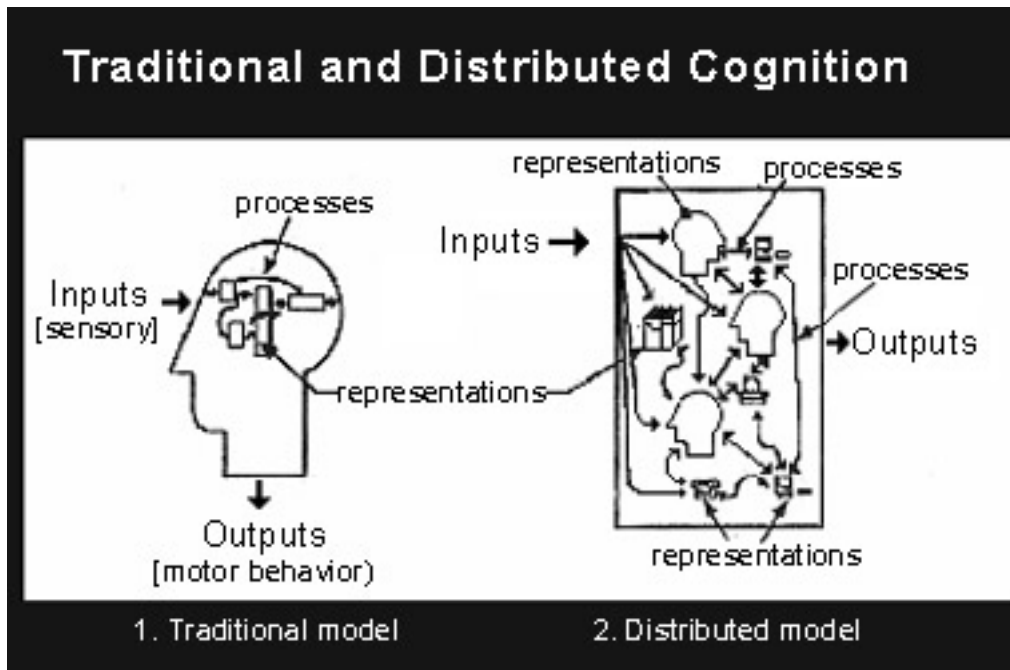 Traditional and Distributed Cognition
processes
Inputs
[sensory]
representations
Outputs
[motor behavior)
representations
processes
Inputs
processes
Outputs
representations
1. Traditional model
2. Distributed model